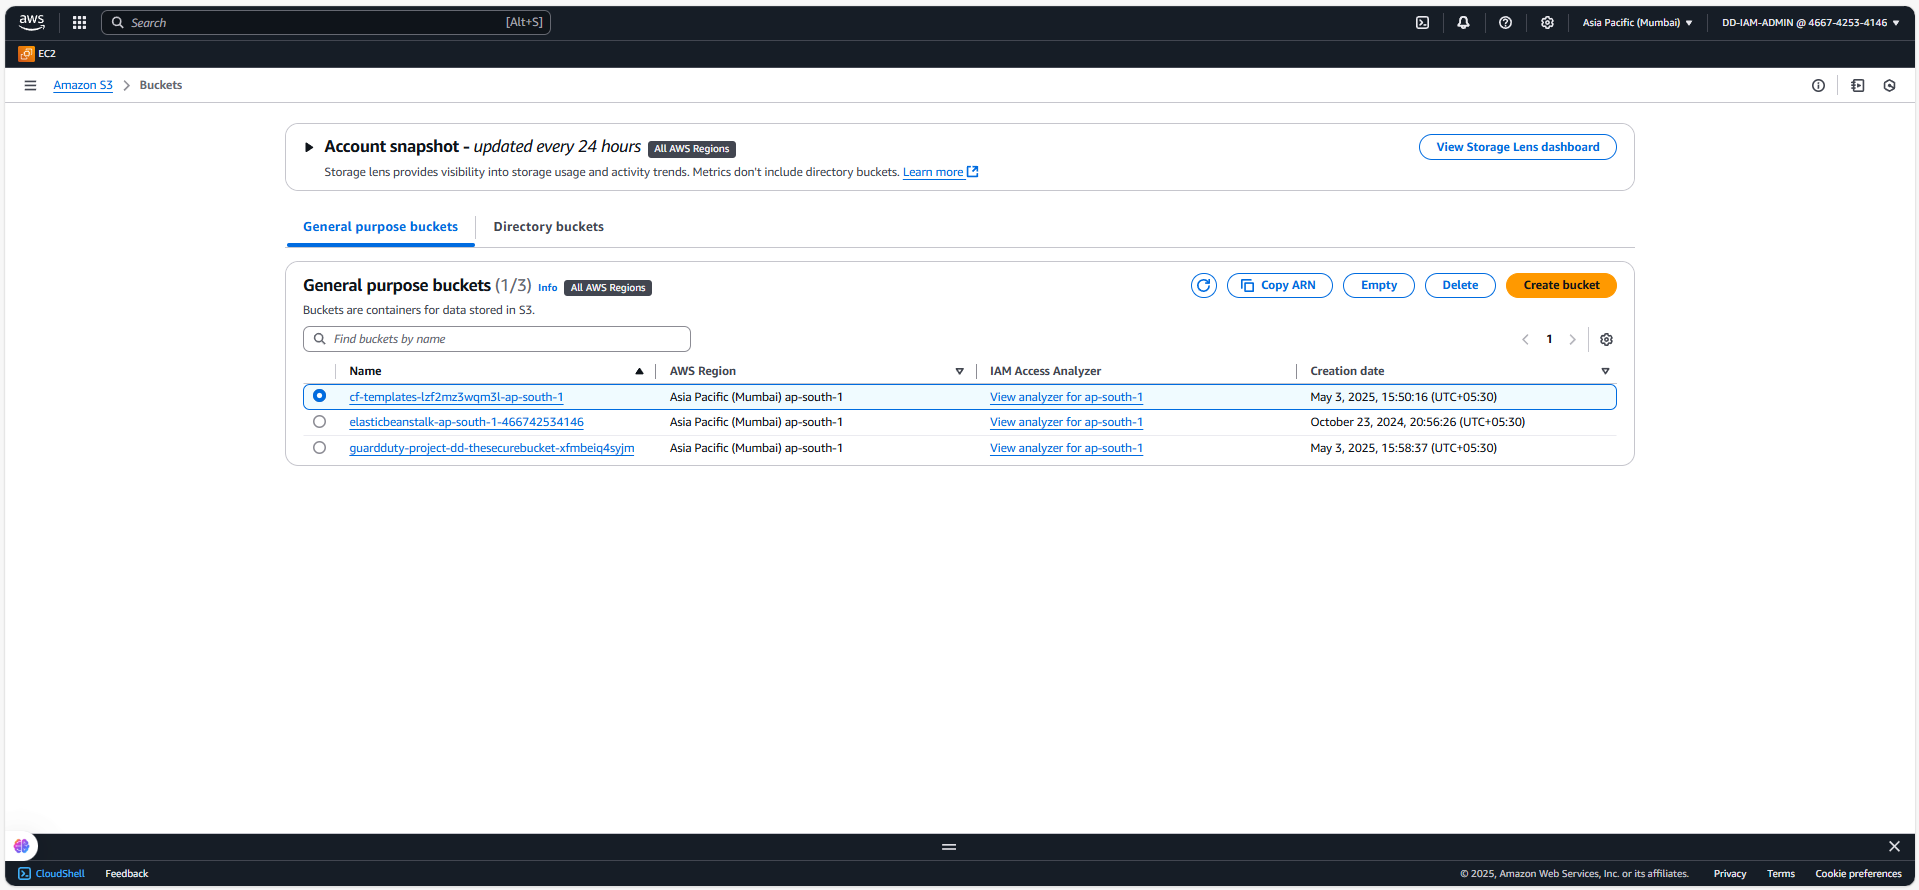 aws Search [Alt+S] Asia Pacific (Mumbai) DD-IAM-ADMIN @ 4667-4253-4146
EC2
Amazon S3 Buckets
Account snapshot - updated every 24 hours All AWS Regions View Storage Lens dashboard
Storage lens provides visibility into storage usage and activity trends. Metrics don't include directory buckets. Learn more
General purpose buckets Directory buckets
General purpose buckets (1/3) Info All AWS Regions Copy ARN Empty Delete Create bucket
Buckets are containers for data stored in S3.
Find buckets by name 1
Name AWS Region IAM Access Analyzer Creation date
cf-templates-lzf2mz3wqm3l-ap-south-1 Asia Pacific (Mumbai) ap-south-1 View analyzer for ap-south-1 May 3, 2025, 15:50:16 (UTC+05:30)
elasticbeanstalk-ap-south-1-466742534146 Asia Pacific (Mumbai) ap-south-1 View analyzer for ap-south-1 October 23, 2024, 20:56:26 (UTC+05:30)
guardduty-project-dd-thesecurebucket-xfmbeiq4syjm Asia Pacific (Mumbai) ap-south-1 View analyzer for ap-south-1 May 3, 2025, 15:58:37 (UTC+05:30)
CloudShell Feedback © 2025, Amazon Web Services, Inc. or its affiliates. Privacy Terms Cookie preferences